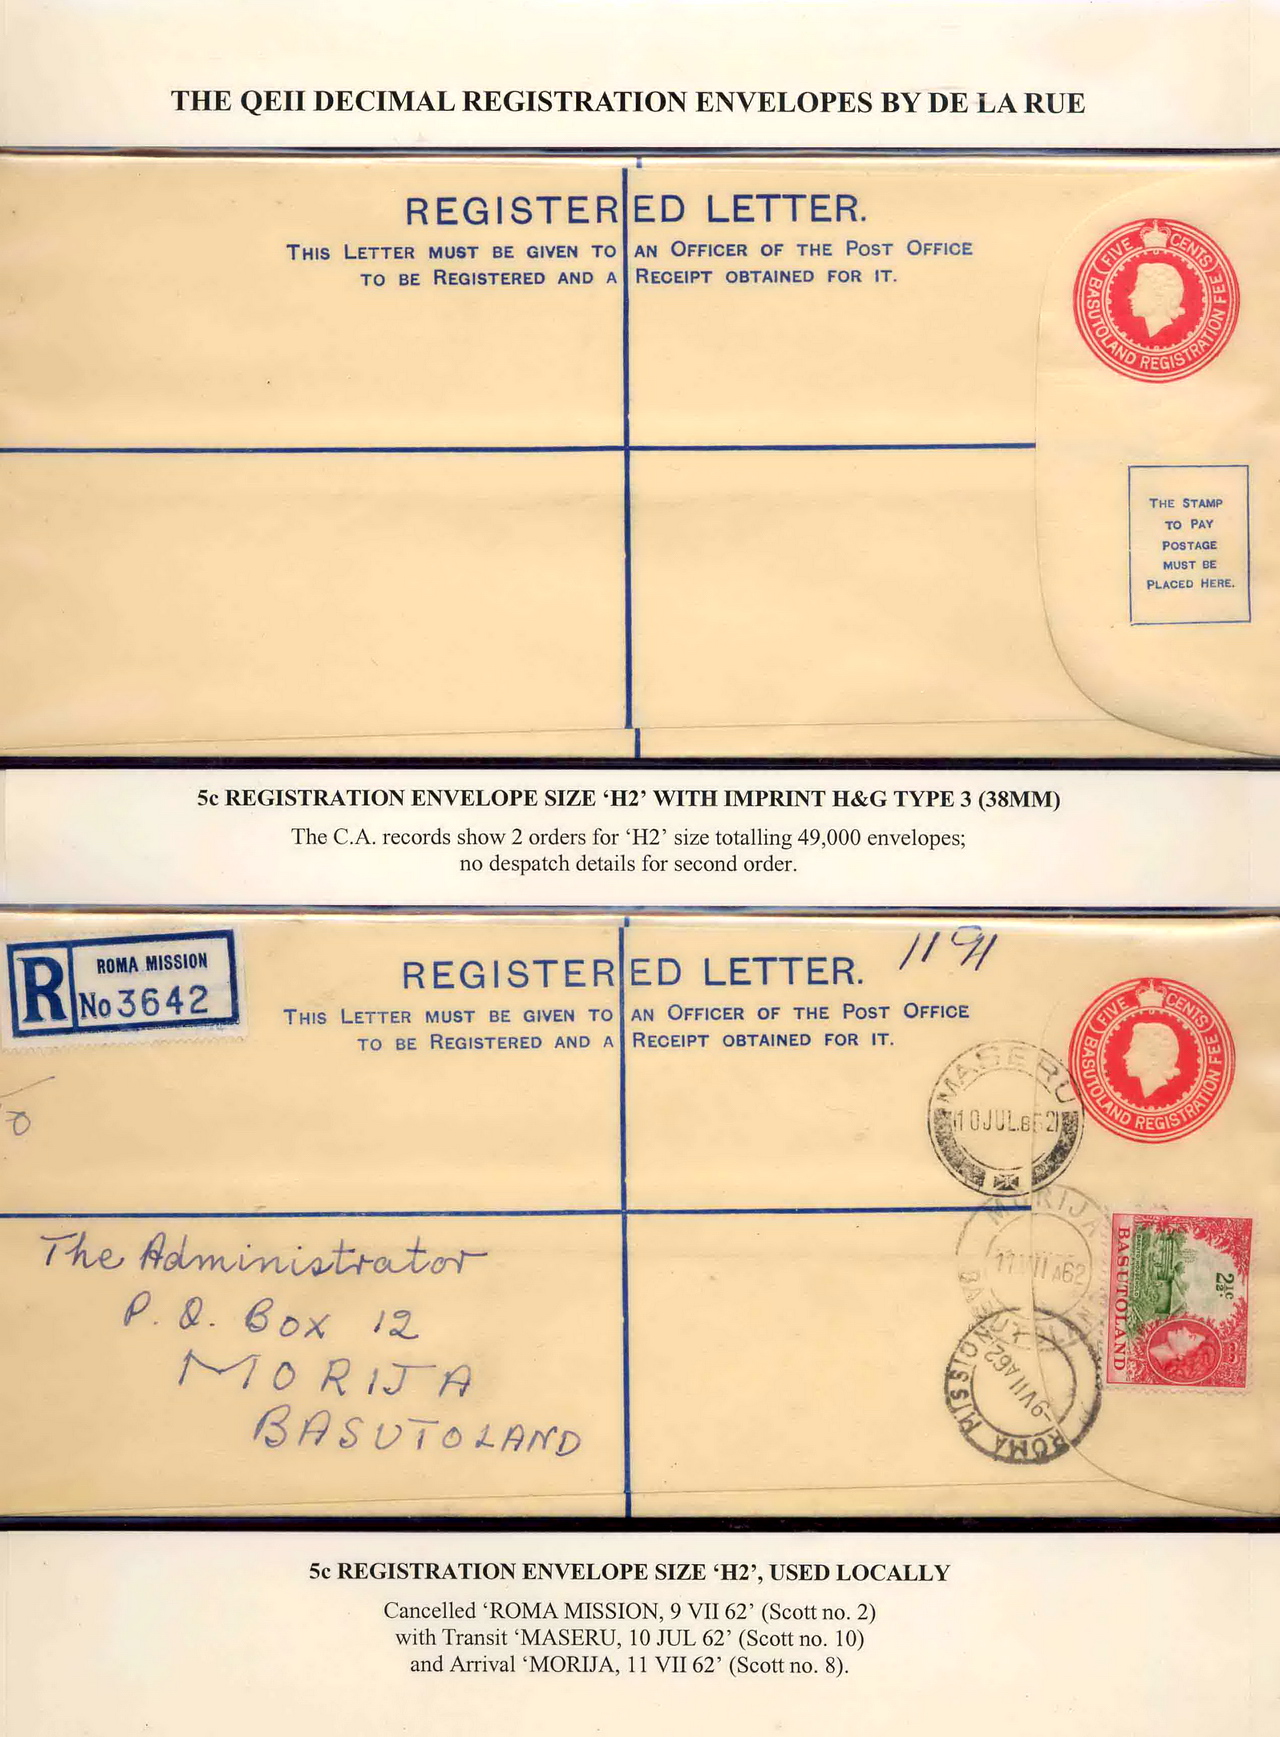 THE QEII DECIMAL REGISTRATION ENVELOPES BY DE LA RUE
REGISTERED LETTER.
THIS LETTER MUST BE GIVEN TO AN OFFICER OF THE POST OFFICE
TO BE REGISTERED AND A RECEIPT OBTAINED FOR IT.
FIVE CENTS
BASUTOLAND REGISTRATION FEE
THE STAMP
TO PAY
POSTAGE
MUST BE
PLACED HERE.
5c REGISTRATION ENVELOPE SIZE ‘H2’ WITH IMPRINT H&G TYPE 3 (38MM)
The C.A. records show 2 orders for ‘H2’ size totalling 49,000 envelopes;
no despatch details for second order.
R
ROMA MISSION
No 3642
1191
REGISTERED LETTER.
THIS LETTER MUST BE GIVEN TO AN OFFICER OF THE POST OFFICE
TO BE REGISTERED AND A RECEIPT OBTAINED FOR IT.
FIVE CENTS
BASUTOLAND REGISTRATION FEE
MASERU
10 JUL.B62
MORIJA
11 VII A62
BASUTOLAND
ROMA MISSION
-9 VII A62
BASUTOLAND
2½c.
The Administrator
P.O. Box 12
MORIJA
BASUTOLAND
5c REGISTRATION ENVELOPE SIZE ‘H2’, USED LOCALLY
Cancelled ‘ROMA MISSION, 9 VII 62’ (Scott no. 2)
with Transit ‘MASERU, 10 JUL 62’ (Scott no. 10)
and Arrival ‘MORIJA, 11 VII 62’ (Scott no. 8).